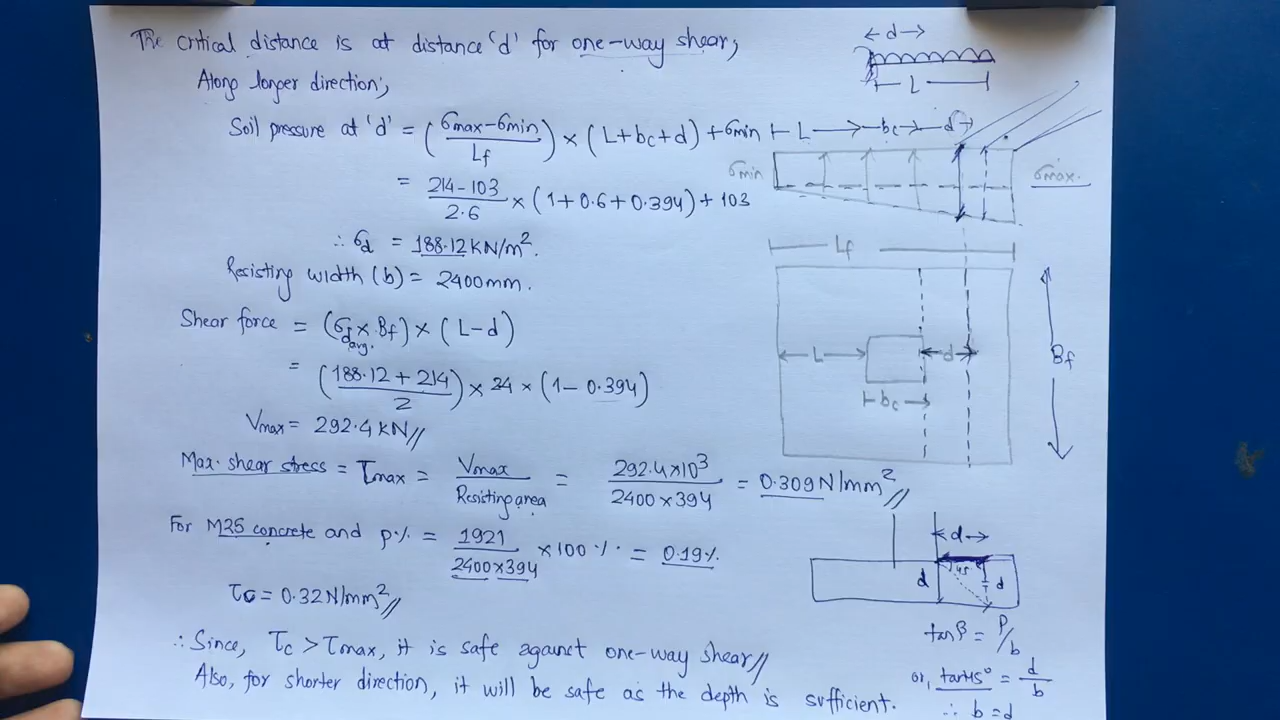 The critical distance is at distance 'd' for one-way shear,
Along longer direction,
Soil pressure at 'd' = (σmax-σmin / Lf) × (L+bc+d) + σmin
= 214-103 / 2.6 × (1+0.6+0.394) + 103
∴ σd = 188.12 KN/m².
Resisting width (b) = 2400mm.
Shear force = (σd avg. × Bf) × (L-d)
= (188.12 + 214 / 2) × 24 × (1-0.394)
Vmax = 292.4 KN //
Max. shear stress = τmax = Vmax / Resisting area = 292.4×10³ / 2400×394 = 0.309 N/mm² //
For M25 concrete and p% = 1921 / 2400×394 ×100% = 0.19%
τc = 0.32 N/mm² //
∴ Since, τc > τmax, it is safe against one-way shear //
Also, for shorter direction, it will be safe as the depth is sufficient.
d
L
L bc d
σmin σmax.
Lf
L d Bf
bc
d
d 45° d
tanβ = P/b
or, tan45° = d/b
∴ b=d